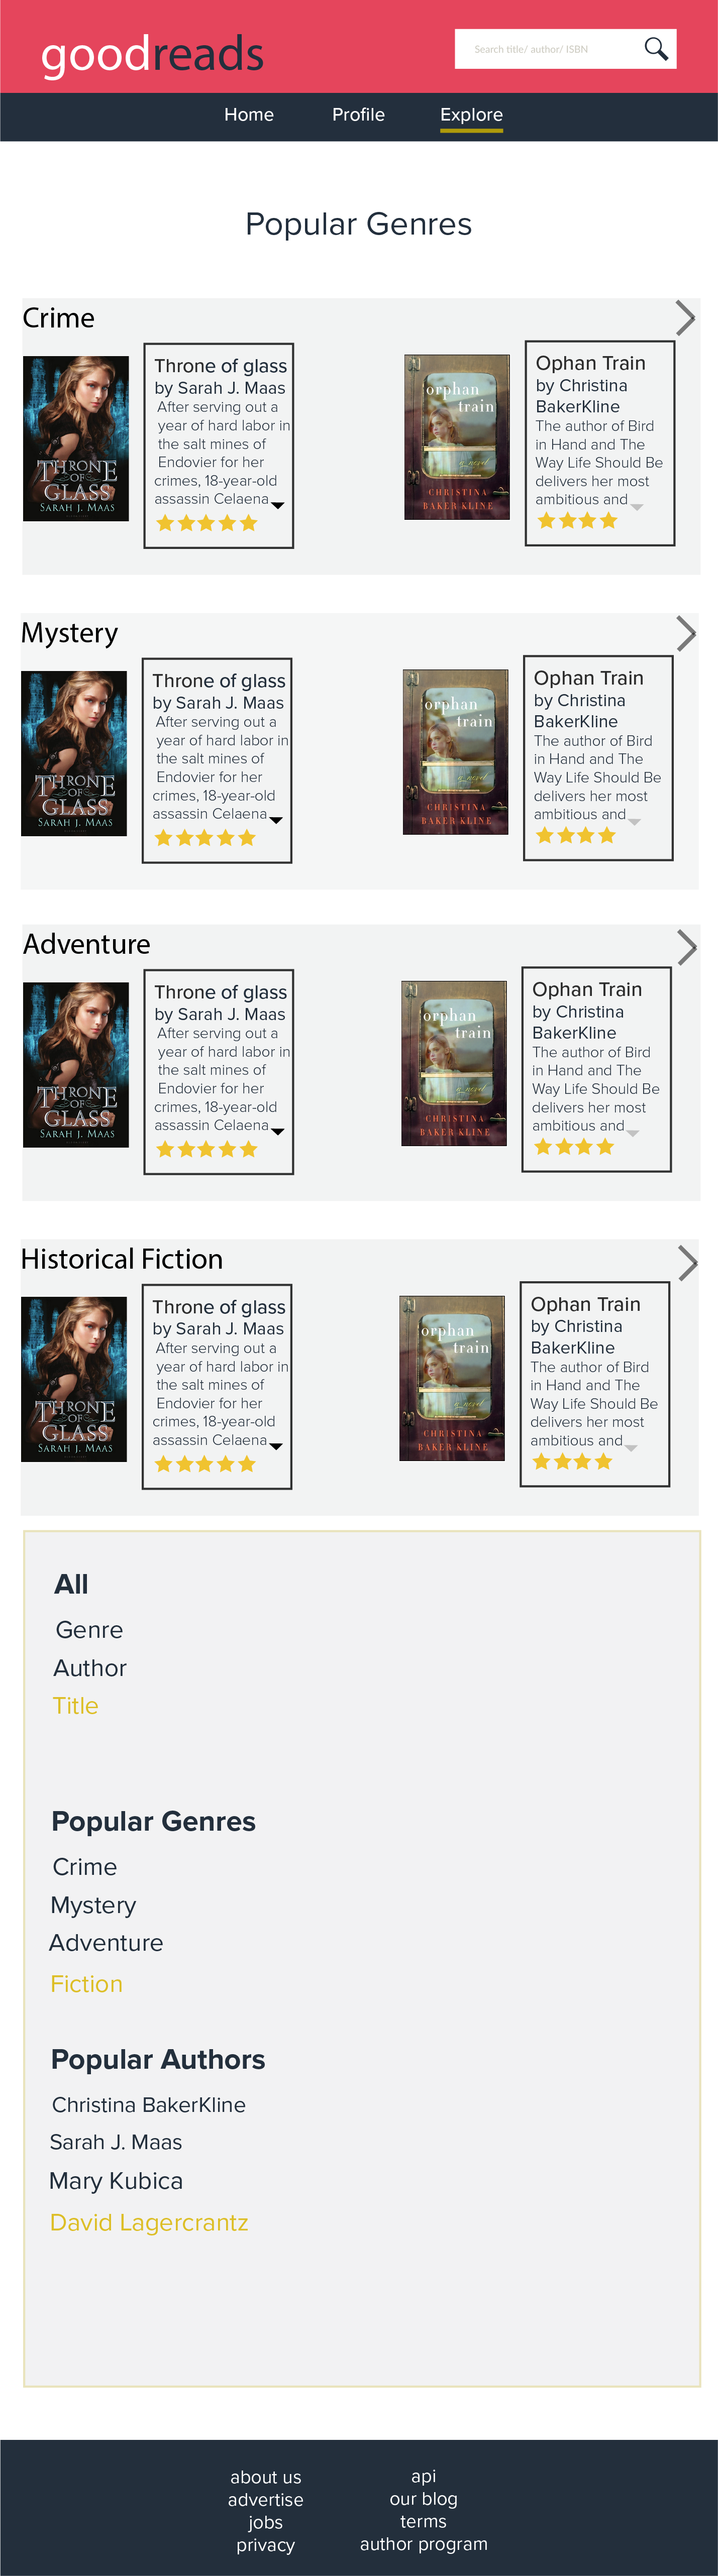 goodreads
Search title/ author/ ISBN
Home Profile Explore
Popular Genres
Crime
THRONE
OF
GLASS
SARAH J. MAAS
Throne of glass
by Sarah J. Maas
After serving out a
year of hard labor in
the salt mines of
Endovier for her
crimes, 18-year-old
assassin Celaena
orphan
train
a novel
CHRISTINA
BAKER KLINE
Ophan Train
by Christina
BakerKline
The author of Bird
in Hand and The
Way Life Should Be
delivers her most
ambitious and
Mystery
THRONE
OF
GLASS
SARAH J. MAAS
Throne of glass
by Sarah J. Maas
After serving out a
year of hard labor in
the salt mines of
Endovier for her
crimes, 18-year-old
assassin Celaena
orphan
train
a novel
CHRISTINA
BAKER KLINE
Ophan Train
by Christina
BakerKline
The author of Bird
in Hand and The
Way Life Should Be
delivers her most
ambitious and
Adventure
THRONE
OF
GLASS
SARAH J. MAAS
Throne of glass
by Sarah J. Maas
After serving out a
year of hard labor in
the salt mines of
Endovier for her
crimes, 18-year-old
assassin Celaena
orphan
train
a novel
CHRISTINA
BAKER KLINE
Ophan Train
by Christina
BakerKline
The author of Bird
in Hand and The
Way Life Should Be
delivers her most
ambitious and
Historical Fiction
THRONE
OF
GLASS
SARAH J. MAAS
Throne of glass
by Sarah J. Maas
After serving out a
year of hard labor in
the salt mines of
Endovier for her
crimes, 18-year-old
assassin Celaena
orphan
train
a novel
CHRISTINA
BAKER KLINE
Ophan Train
by Christina
BakerKline
The author of Bird
in Hand and The
Way Life Should Be
delivers her most
ambitious and
All
Genre
Author
Title
Popular Genres
Crime
Mystery
Adventure
Fiction
Popular Authors
Christina BakerKline
Sarah J. Maas
Mary Kubica
David Lagercrantz
about us
advertise
jobs
privacy
api
our blog
terms
author program